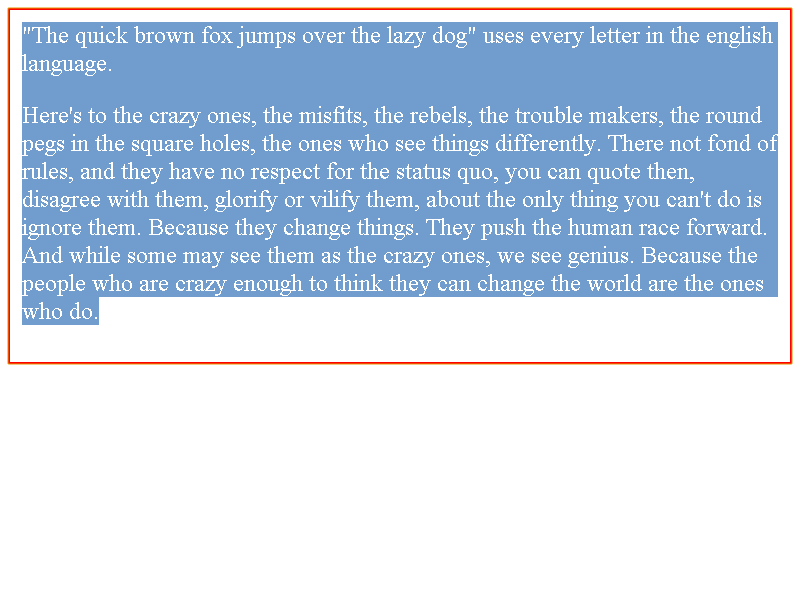 "The quick brown fox jumps over the lazy dog" uses every letter in the english
language.
Here's to the crazy ones, the misfits, the rebels, the trouble makers, the round
pegs in the square holes, the ones who see things differently. There not fond of
rules, and they have no respect for the status quo, you can quote then,
disagree with them, glorify or vilify them, about the only thing you can't do is
ignore them. Because they change things. They push the human race forward.
And while some may see them as the crazy ones, we see genius. Because the
people who are crazy enough to think they can change the world are the ones
who do.